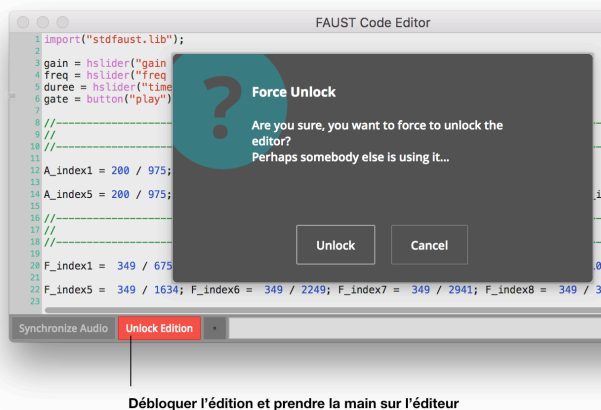 FAUST Code Editor
1 import("stdfaust.lib");
2
3 gain = hslider("gain
4 freq = hslider("freq
5 duree = hslider("time
6 gate = button("play")
7
8 //----------------
9 //
10 //----------------
11
12 A_index1 = 200 / 975;
13
14 A_index5 = 200 / 975;
15
16 //----------------
17 //
18 //----------------
19
20 F_index1 =  349 / 675
21
22 F_index5 =  349 / 1634; F_index6 =  349 / 2249; F_index7 =  349 / 2941; F_index8 =  349 / 3
23
Force Unlock
Are you sure, you want to force to unlock the
editor?
Perhaps somebody else is using it...
Unlock
Cancel
Synchronize Audio
Unlock Edition
Débloquer l’édition et prendre la main sur l’éditeur